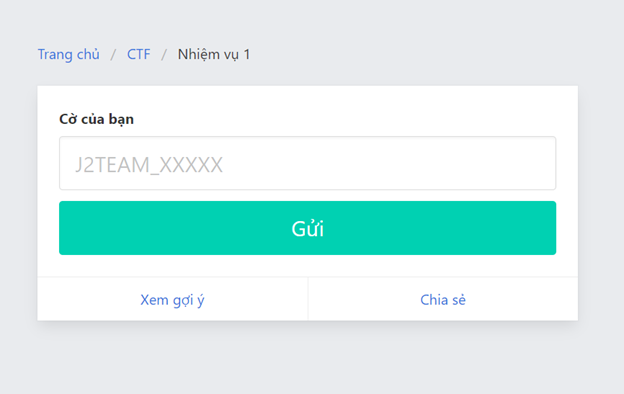 Trang chủ / CTF / Nhiệm vụ 1
Cờ của bạn
J2TEAM_XXXXX
Gửi
Xem gợi ý
Chia sẻ